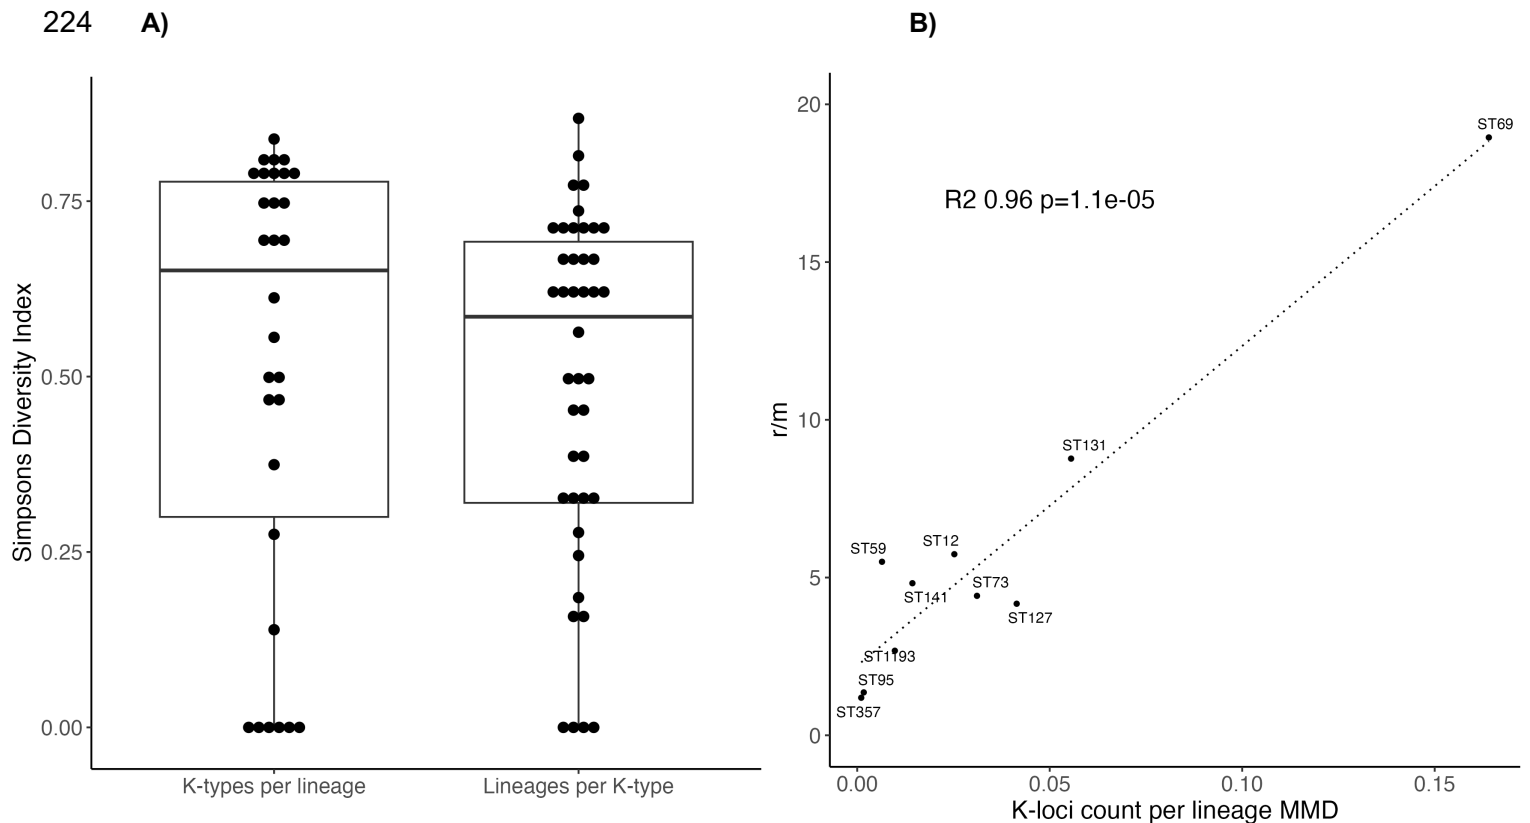 224
A)
Simpsons Diversity Index
0.75
0.50
0.25
0.00
K-types per lineage
Lineages per K-type
B)
r/m
20
15
10
5
0
R2 0.96 p=1.1e-05
ST69
ST131
ST12
ST59
ST73
ST141
ST127
ST1193
ST95
ST357
0.00
0.05
0.10
0.15
K-loci count per lineage MMD